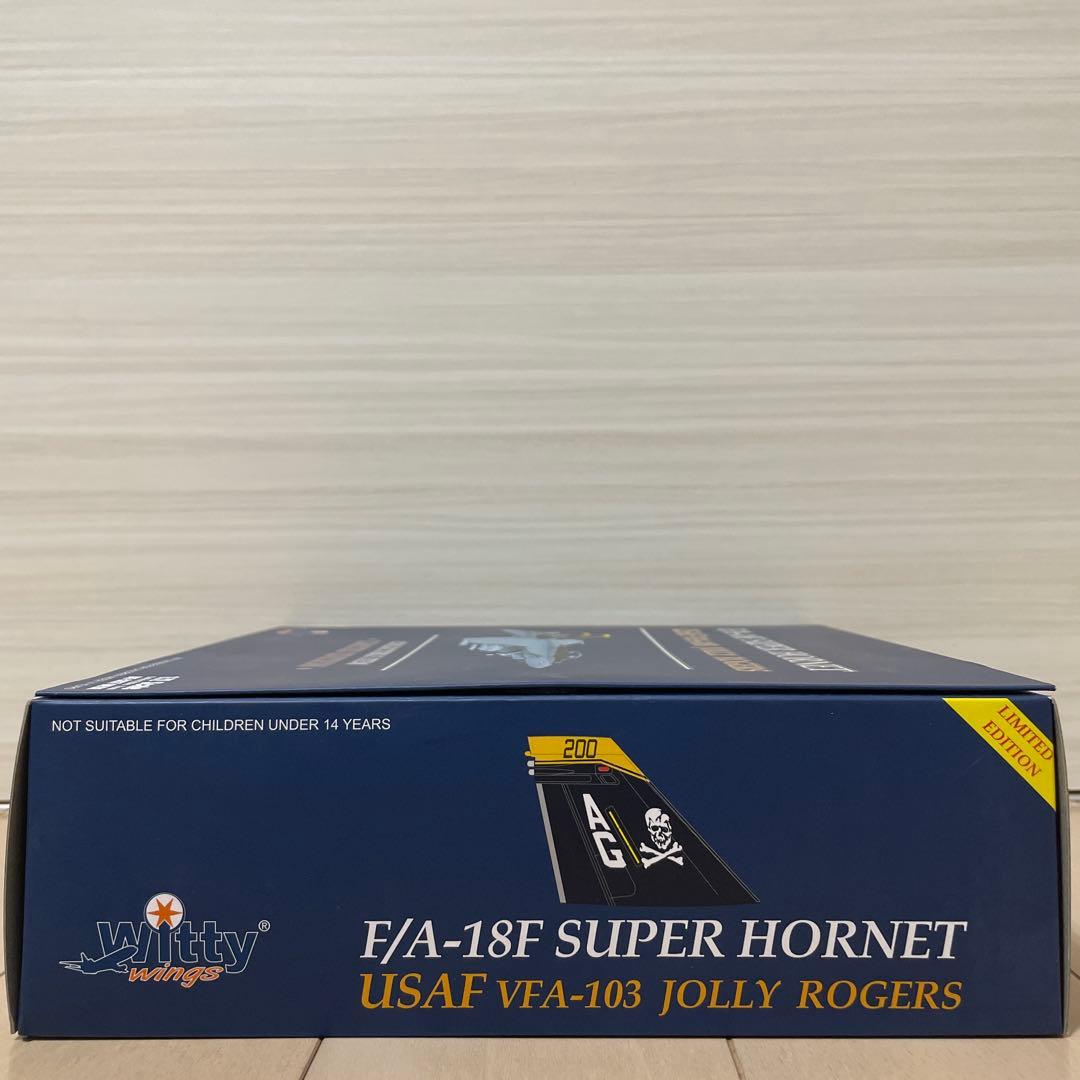 NOT SUITABLE FOR CHILDREN UNDER 14 YEARS
LIMITED
EDITION
200
AG
Witty®
wings
F/A-18F SUPER HORNET
USAF VFA-103 JOLLY ROGERS